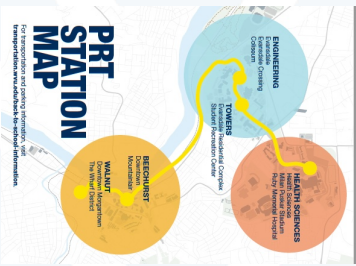 PRT
STATION
MAP
For transportation and parking information, visit
transportation.wvu.edu/back-to-school-information.
HEALTH SCIENCES
Health Sciences
Milan Puskar Stadium
Ruby Memorial Hospital
ENGINEERING
Evansdale
Evansdale Crossing
Coliseum
TOWERS
Evansdale Residential Complex
Student Recreation Center
BEECHURST
Downtown
Mountainlair
WALNUT
Downtown Morgantown
The Wharf District